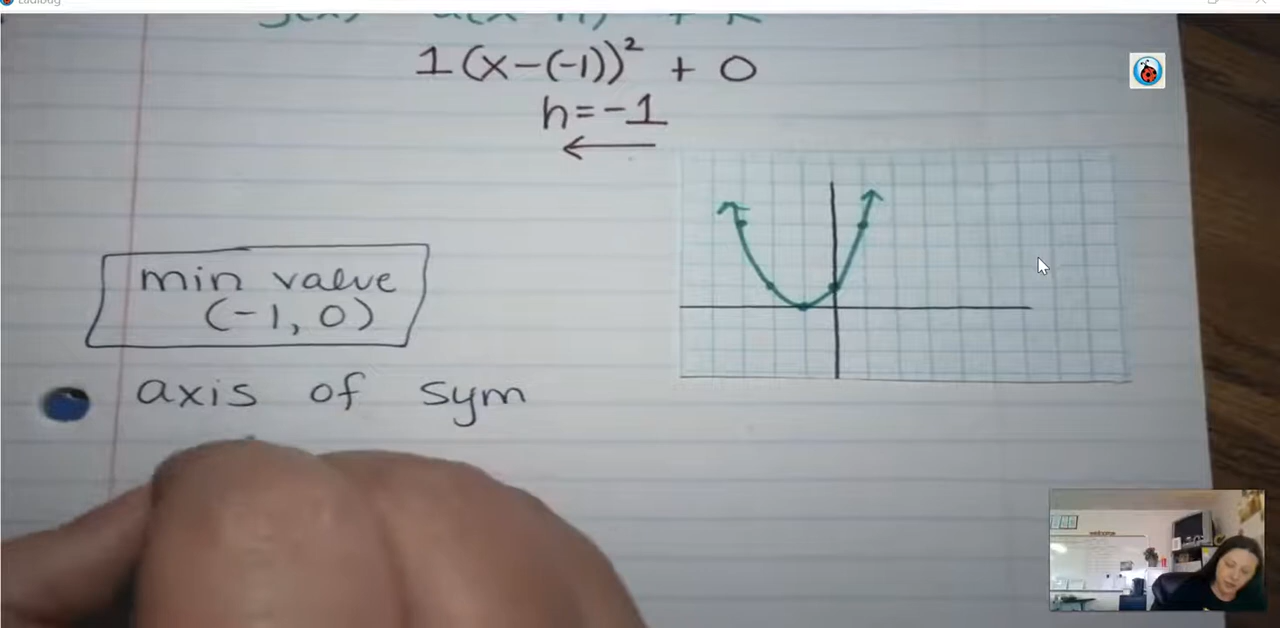 1(x-(-1))² + 0
h=-1
min value
(-1, 0)
axis of sym